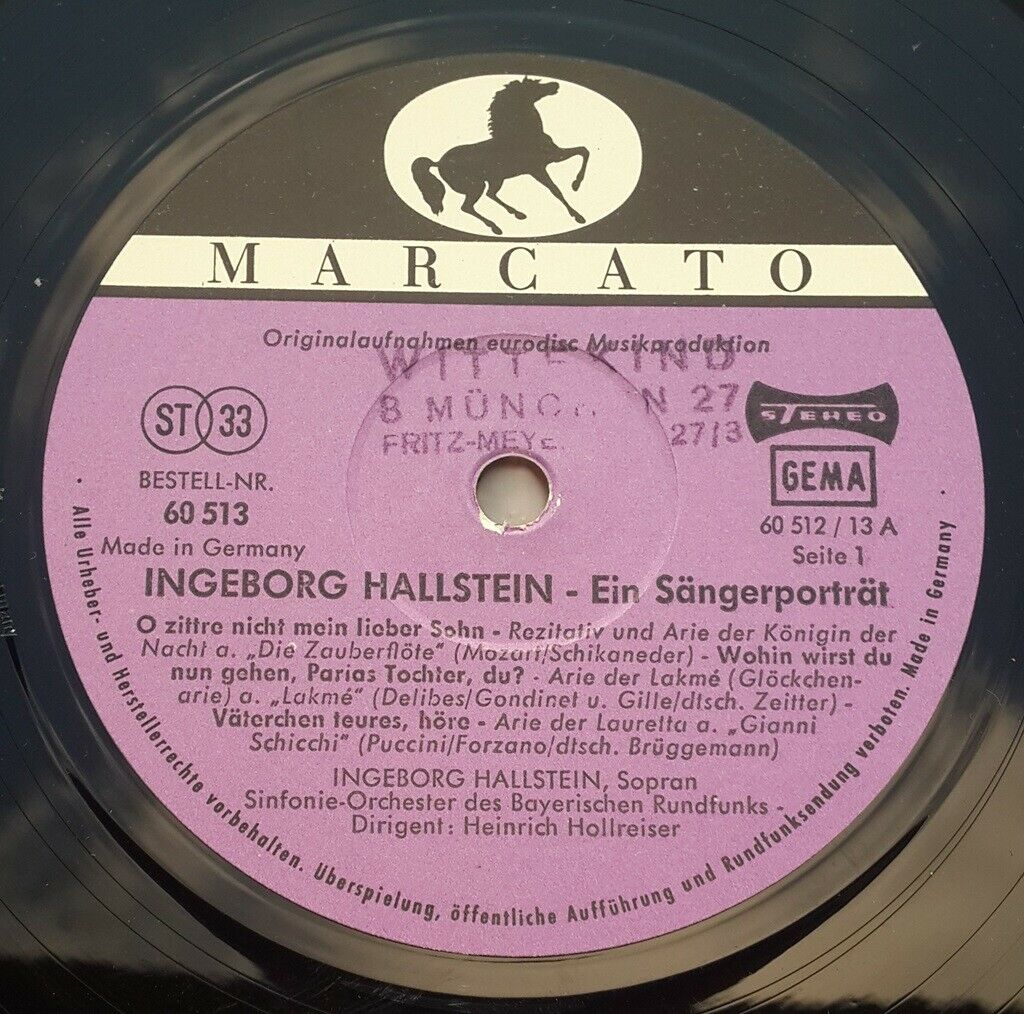 MARCATO
Originalaufnahmen eurodisc Musikproduktion
8 MÜNC N 27
FRITZ-MEYE 27/3
ST 33
STEREO
GEMA
BESTELL-NR.
60 513
60 512 / 13 A
Made in Germany
Seite 1
INGEBORG HALLSTEIN - Ein Sängerporträt
O zittre nicht mein lieber Sohn - Rezitativ und Arie der Königin der
Nacht a. „Die Zauberflöte“ (Mozart/Schikaneder) - Wohin wirst du
nun gehen, Parias Tochter, du? - Arie der Lakmé (Glöckchen-
arie) a. „Lakmé“ (Delibes/Gondinet u. Gille/dtsch. Zeitter) -
Väterchen teures, höre - Arie der Lauretta a. „Gianni
Schicchi“ (Puccini/Forzano/dtsch. Brüggemann)
INGEBORG HALLSTEIN, Sopran
Sinfonie-Orchester des Bayerischen Rundfunks -
Dirigent: Heinrich Hollreiser
Alle Urheber- und Herstellerrechte vorbehalten. Überspielung, öffentliche Aufführung und Rundfunksendung verboten. Made in Germany